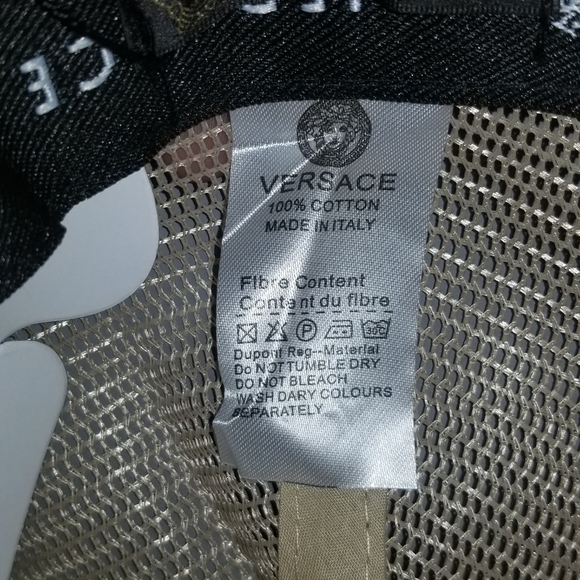 VERSACE
100% COTTON
MADE IN ITALY
Fibre Content
Content du fibre
Dupont Reg--Material
Do NOT TUMBLE DRY
DO NOT BLEACH
WASH DARY COLOURS
SEPARATELY